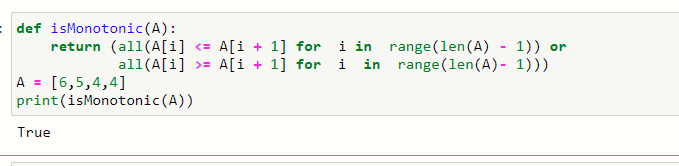 : def isMonotonic(A):
    return (all(A[i] <= A[i + 1] for  i in  range(len(A) - 1)) or
            all(A[i] >= A[i + 1] for  i  in  range(len(A)- 1)))
A = [6,5,4,4]
print(isMonotonic(A))
True